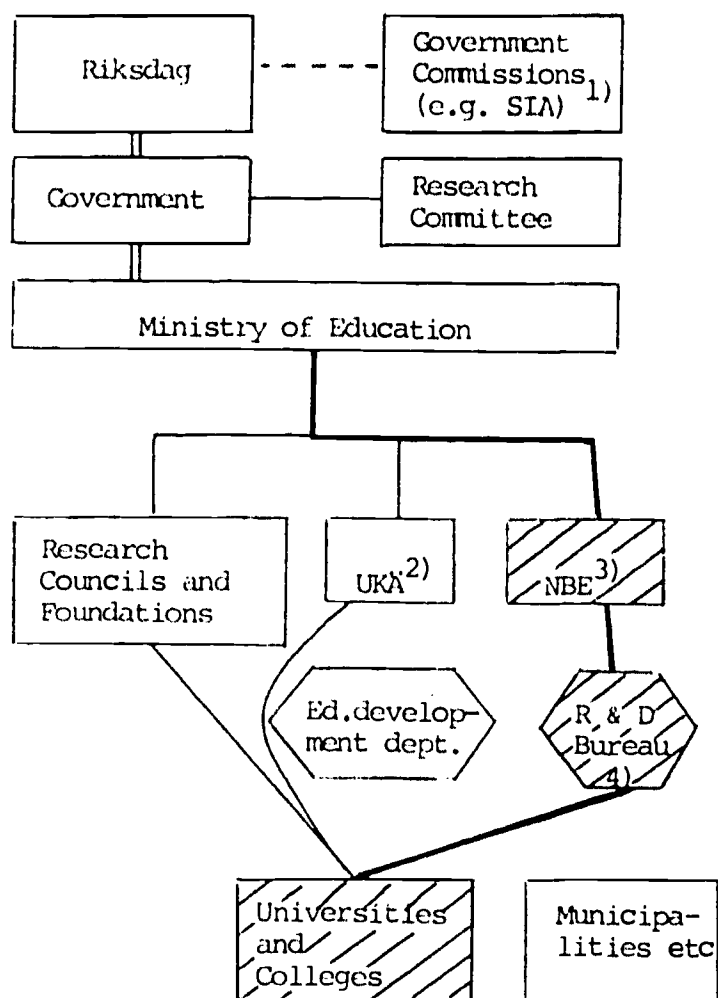 Riksdag
Government
Commissions 1)
(e.g. SIA)
Government
Research
Committee
Ministry of Education
Research
Councils and
Foundations
UKÄ 2)
NBE 3)
Ed.develop-
ment dept.
R & D
Bureau
4)
Universities
and
Colleges
Municipa-
lities etc